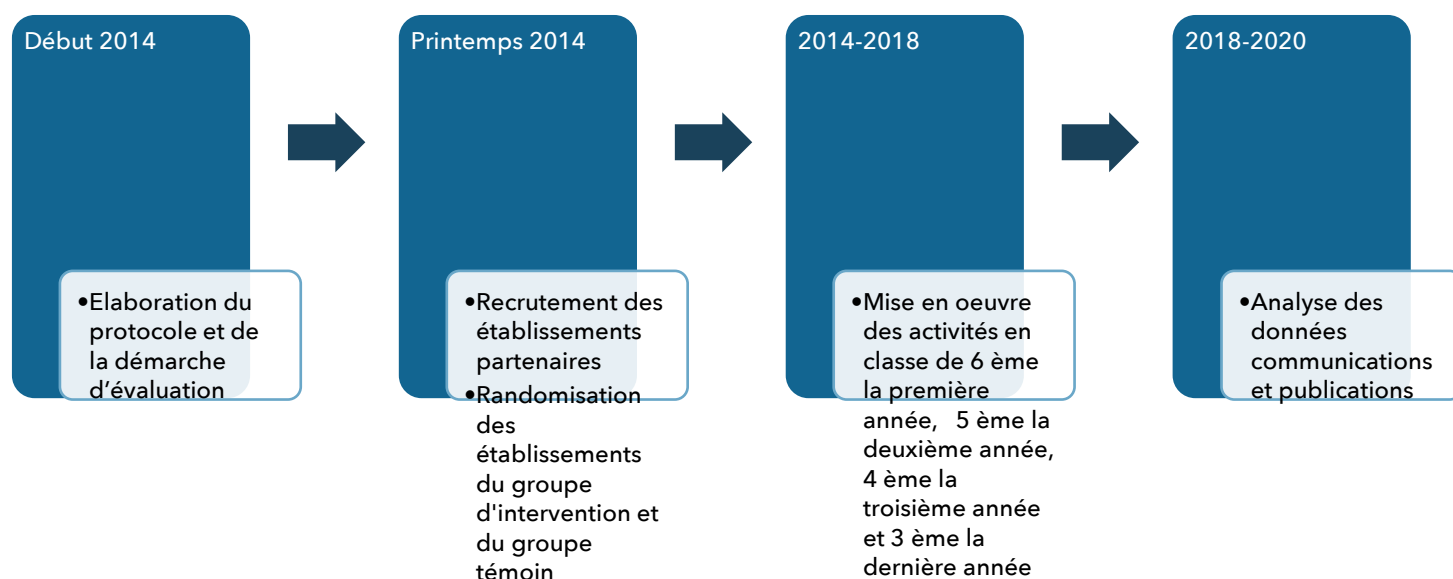 Début 2014
•Elaboration du
protocole et de
la démarche
d'évaluation
Printemps 2014
•Recrutement des
établissements
partenaires
•Randomisation
des
établissements
du groupe
d'intervention et
du groupe
témoin
2014-2018
•Mise en oeuvre
des activités en
classe de 6 ème
la première
année,   5 ème la
deuxième année,
4 ème la
troisième année
et 3 ème la
dernière année
2018-2020
•Analyse des
données
communications
et publications